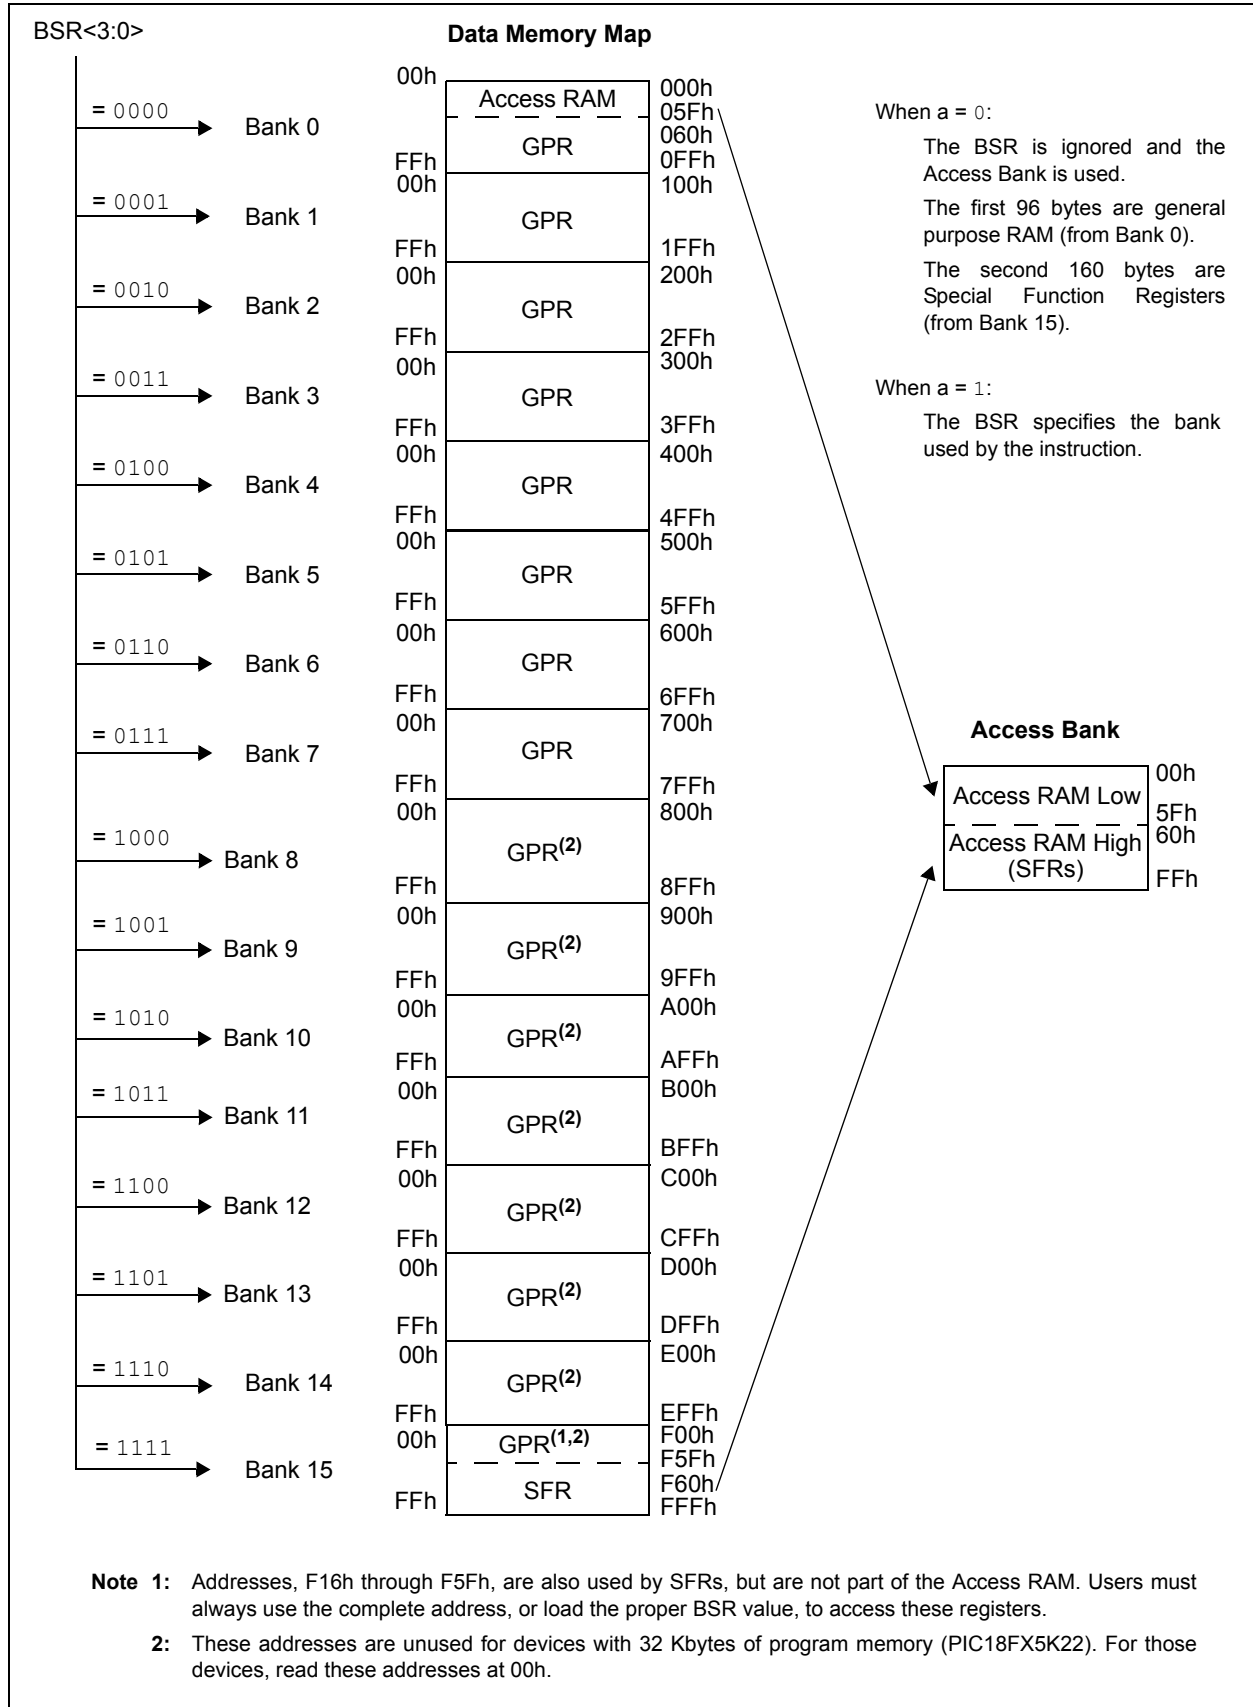 BSR<3:0>
Data Memory Map
= 0000
Bank 0
00h
Access RAM
000h
05Fh
060h
GPR
FFh
0FFh
= 0001
Bank 1
00h
GPR
100h
FFh
1FFh
= 0010
Bank 2
00h
GPR
200h
FFh
2FFh
= 0011
Bank 3
00h
GPR
300h
FFh
3FFh
= 0100
Bank 4
00h
GPR
400h
FFh
4FFh
= 0101
Bank 5
00h
GPR
500h
FFh
5FFh
= 0110
Bank 6
00h
GPR
600h
FFh
6FFh
= 0111
Bank 7
00h
GPR
700h
FFh
7FFh
= 1000
Bank 8
00h
GPR(2)
800h
FFh
8FFh
= 1001
Bank 9
00h
GPR(2)
900h
FFh
9FFh
= 1010
Bank 10
00h
GPR(2)
A00h
FFh
AFFh
= 1011
Bank 11
00h
GPR(2)
B00h
FFh
BFFh
= 1100
Bank 12
00h
GPR(2)
C00h
FFh
CFFh
= 1101
Bank 13
00h
GPR(2)
D00h
FFh
DFFh
= 1110
Bank 14
00h
GPR(2)
E00h
FFh
EFFh
= 1111
Bank 15
00h
GPR(1,2)
F00h
F5Fh
F60h
SFR
FFh
FFFh
When a = 0:
The BSR is ignored and the
Access Bank is used.
The first 96 bytes are general
purpose RAM (from Bank 0).
The second 160 bytes are
Special Function Registers
(from Bank 15).
When a = 1:
The BSR specifies the bank
used by the instruction.
Access Bank
00h
Access RAM Low
5Fh
60h
Access RAM High
(SFRs)
FFh
Note 1: Addresses, F16h through F5Fh, are also used by SFRs, but are not part of the Access RAM. Users must
always use the complete address, or load the proper BSR value, to access these registers.
2: These addresses are unused for devices with 32 Kbytes of program memory (PIC18FX5K22). For those
devices, read these addresses at 00h.